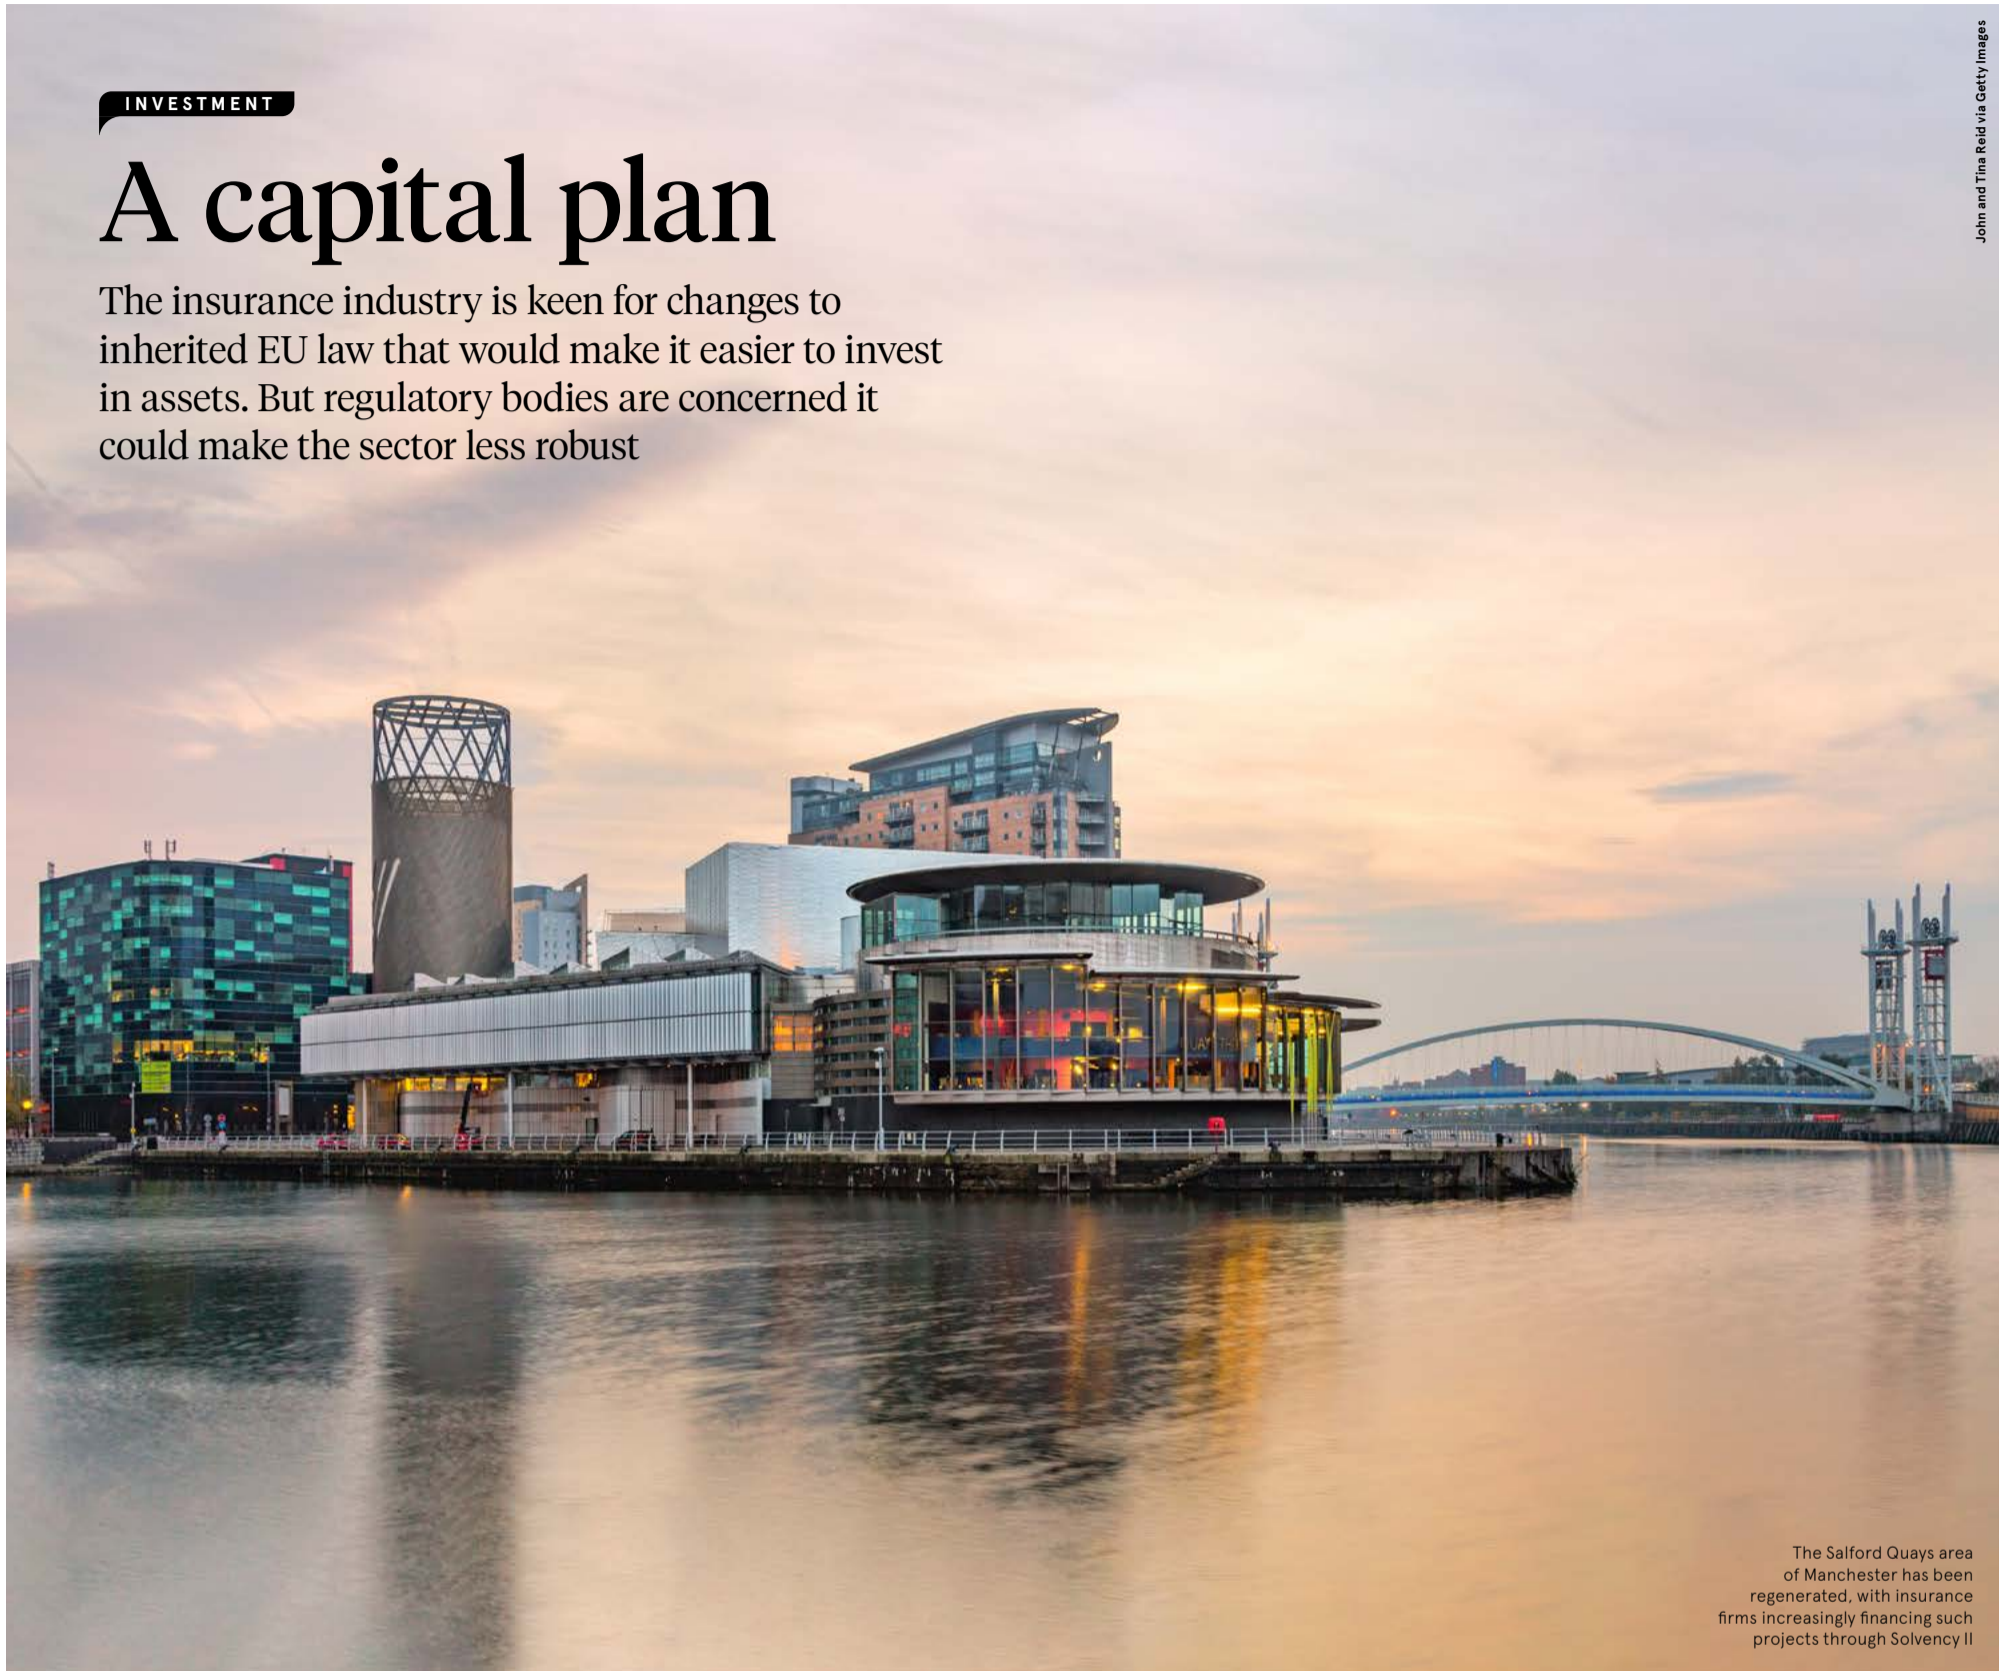 INVESTMENT
A capital plan
The insurance industry is keen for changes to
inherited EU law that would make it easier to invest
in assets. But regulatory bodies are concerned it
could make the sector less robust
John and Tina Reid via Getty Images
The Salford Quays area
of Manchester has been
regenerated, with insurance
firms increasingly financing such
projects through Solvency II